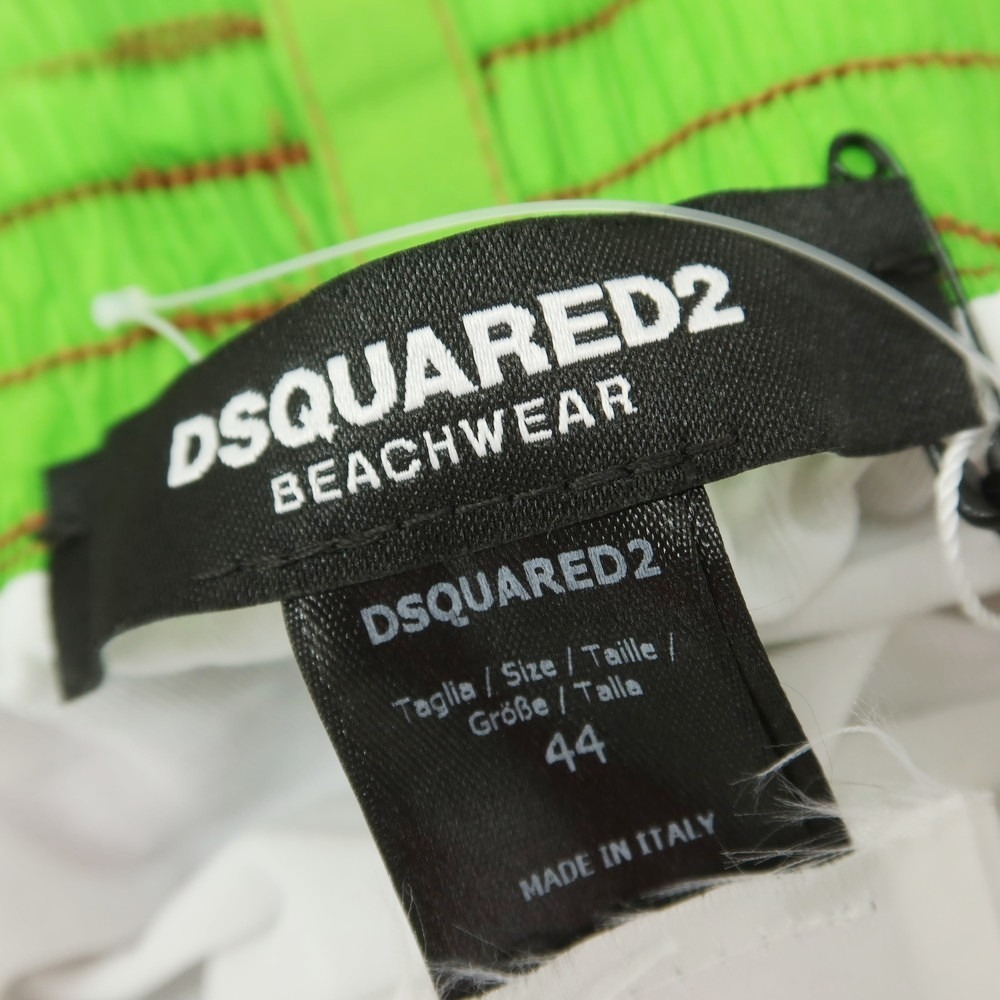 DSQUARED2
BEACHWEAR
DSQUARED2
Taglia / Size / Taille /
Größe / Talla
44
MADE IN ITALY